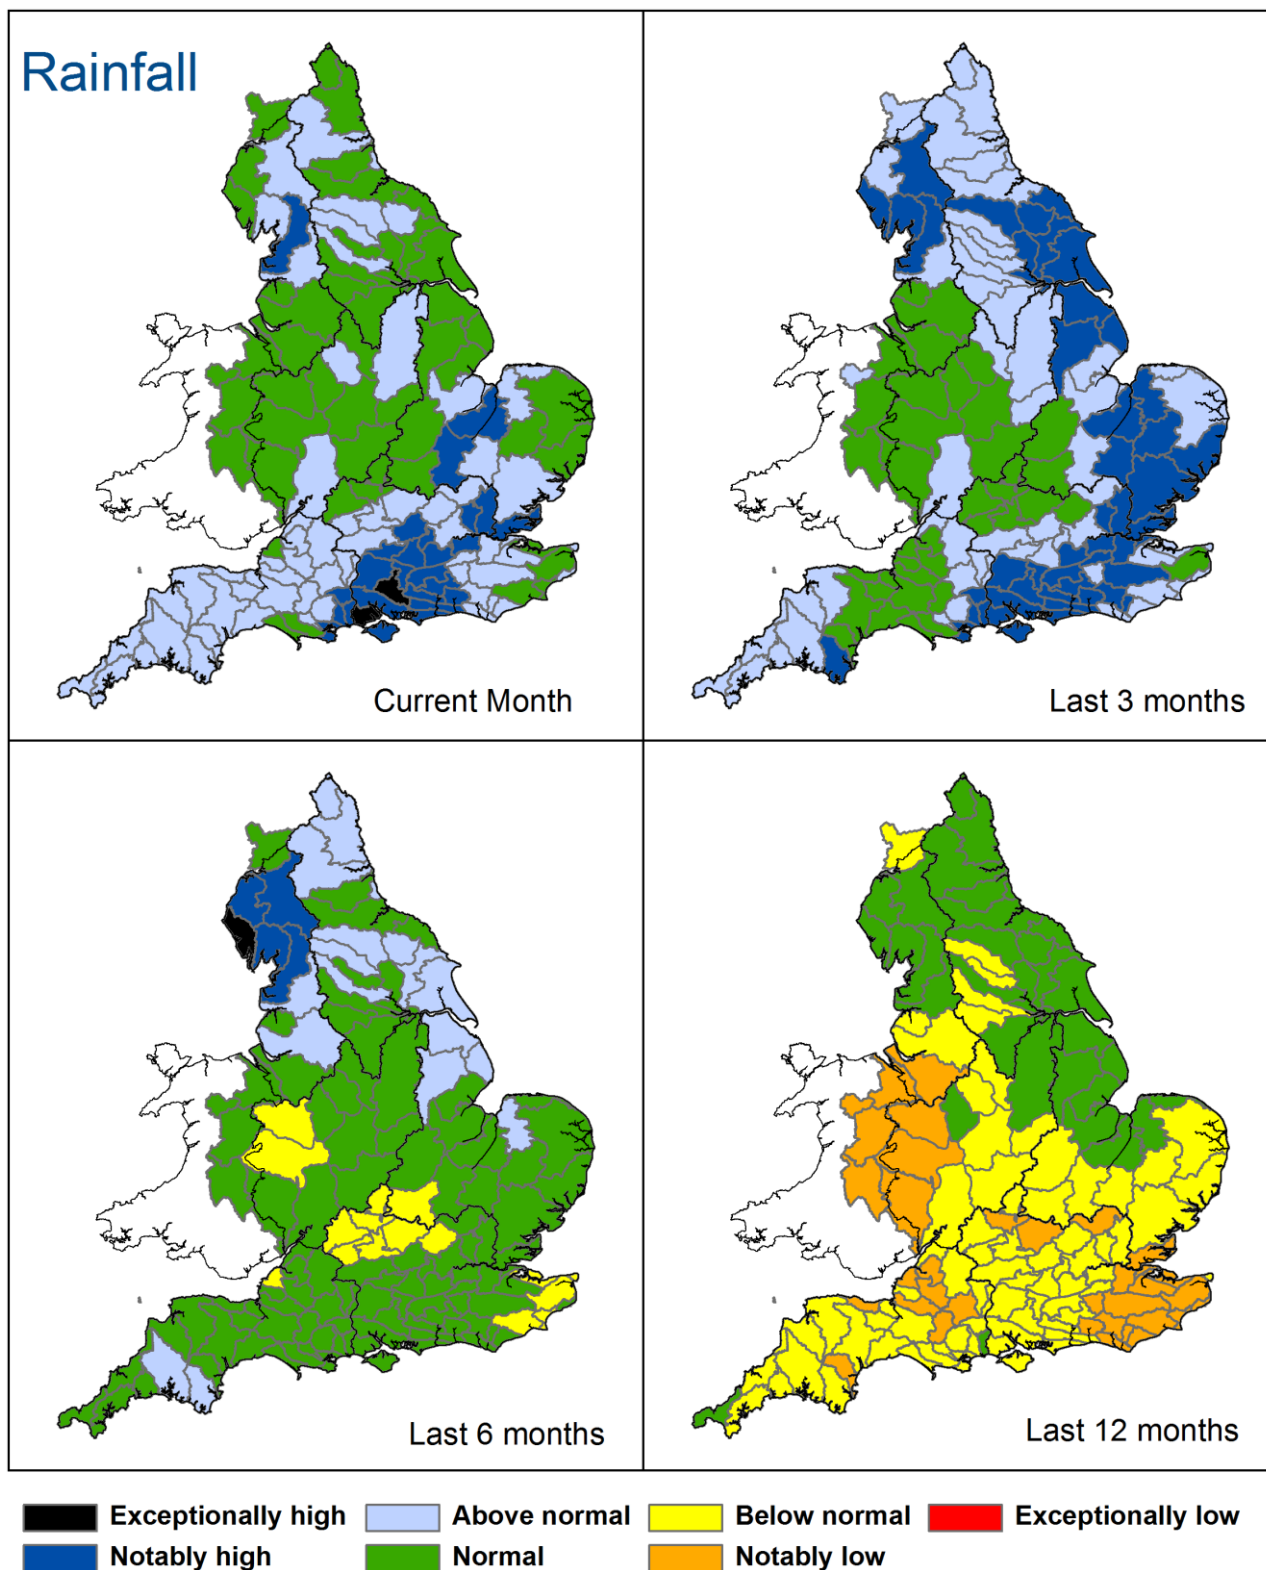 Rainfall
Current Month
Last 3 months
Last 6 months
Last 12 months
Exceptionally high
Above normal
Below normal
Exceptionally low
Notably high
Normal
Notably low